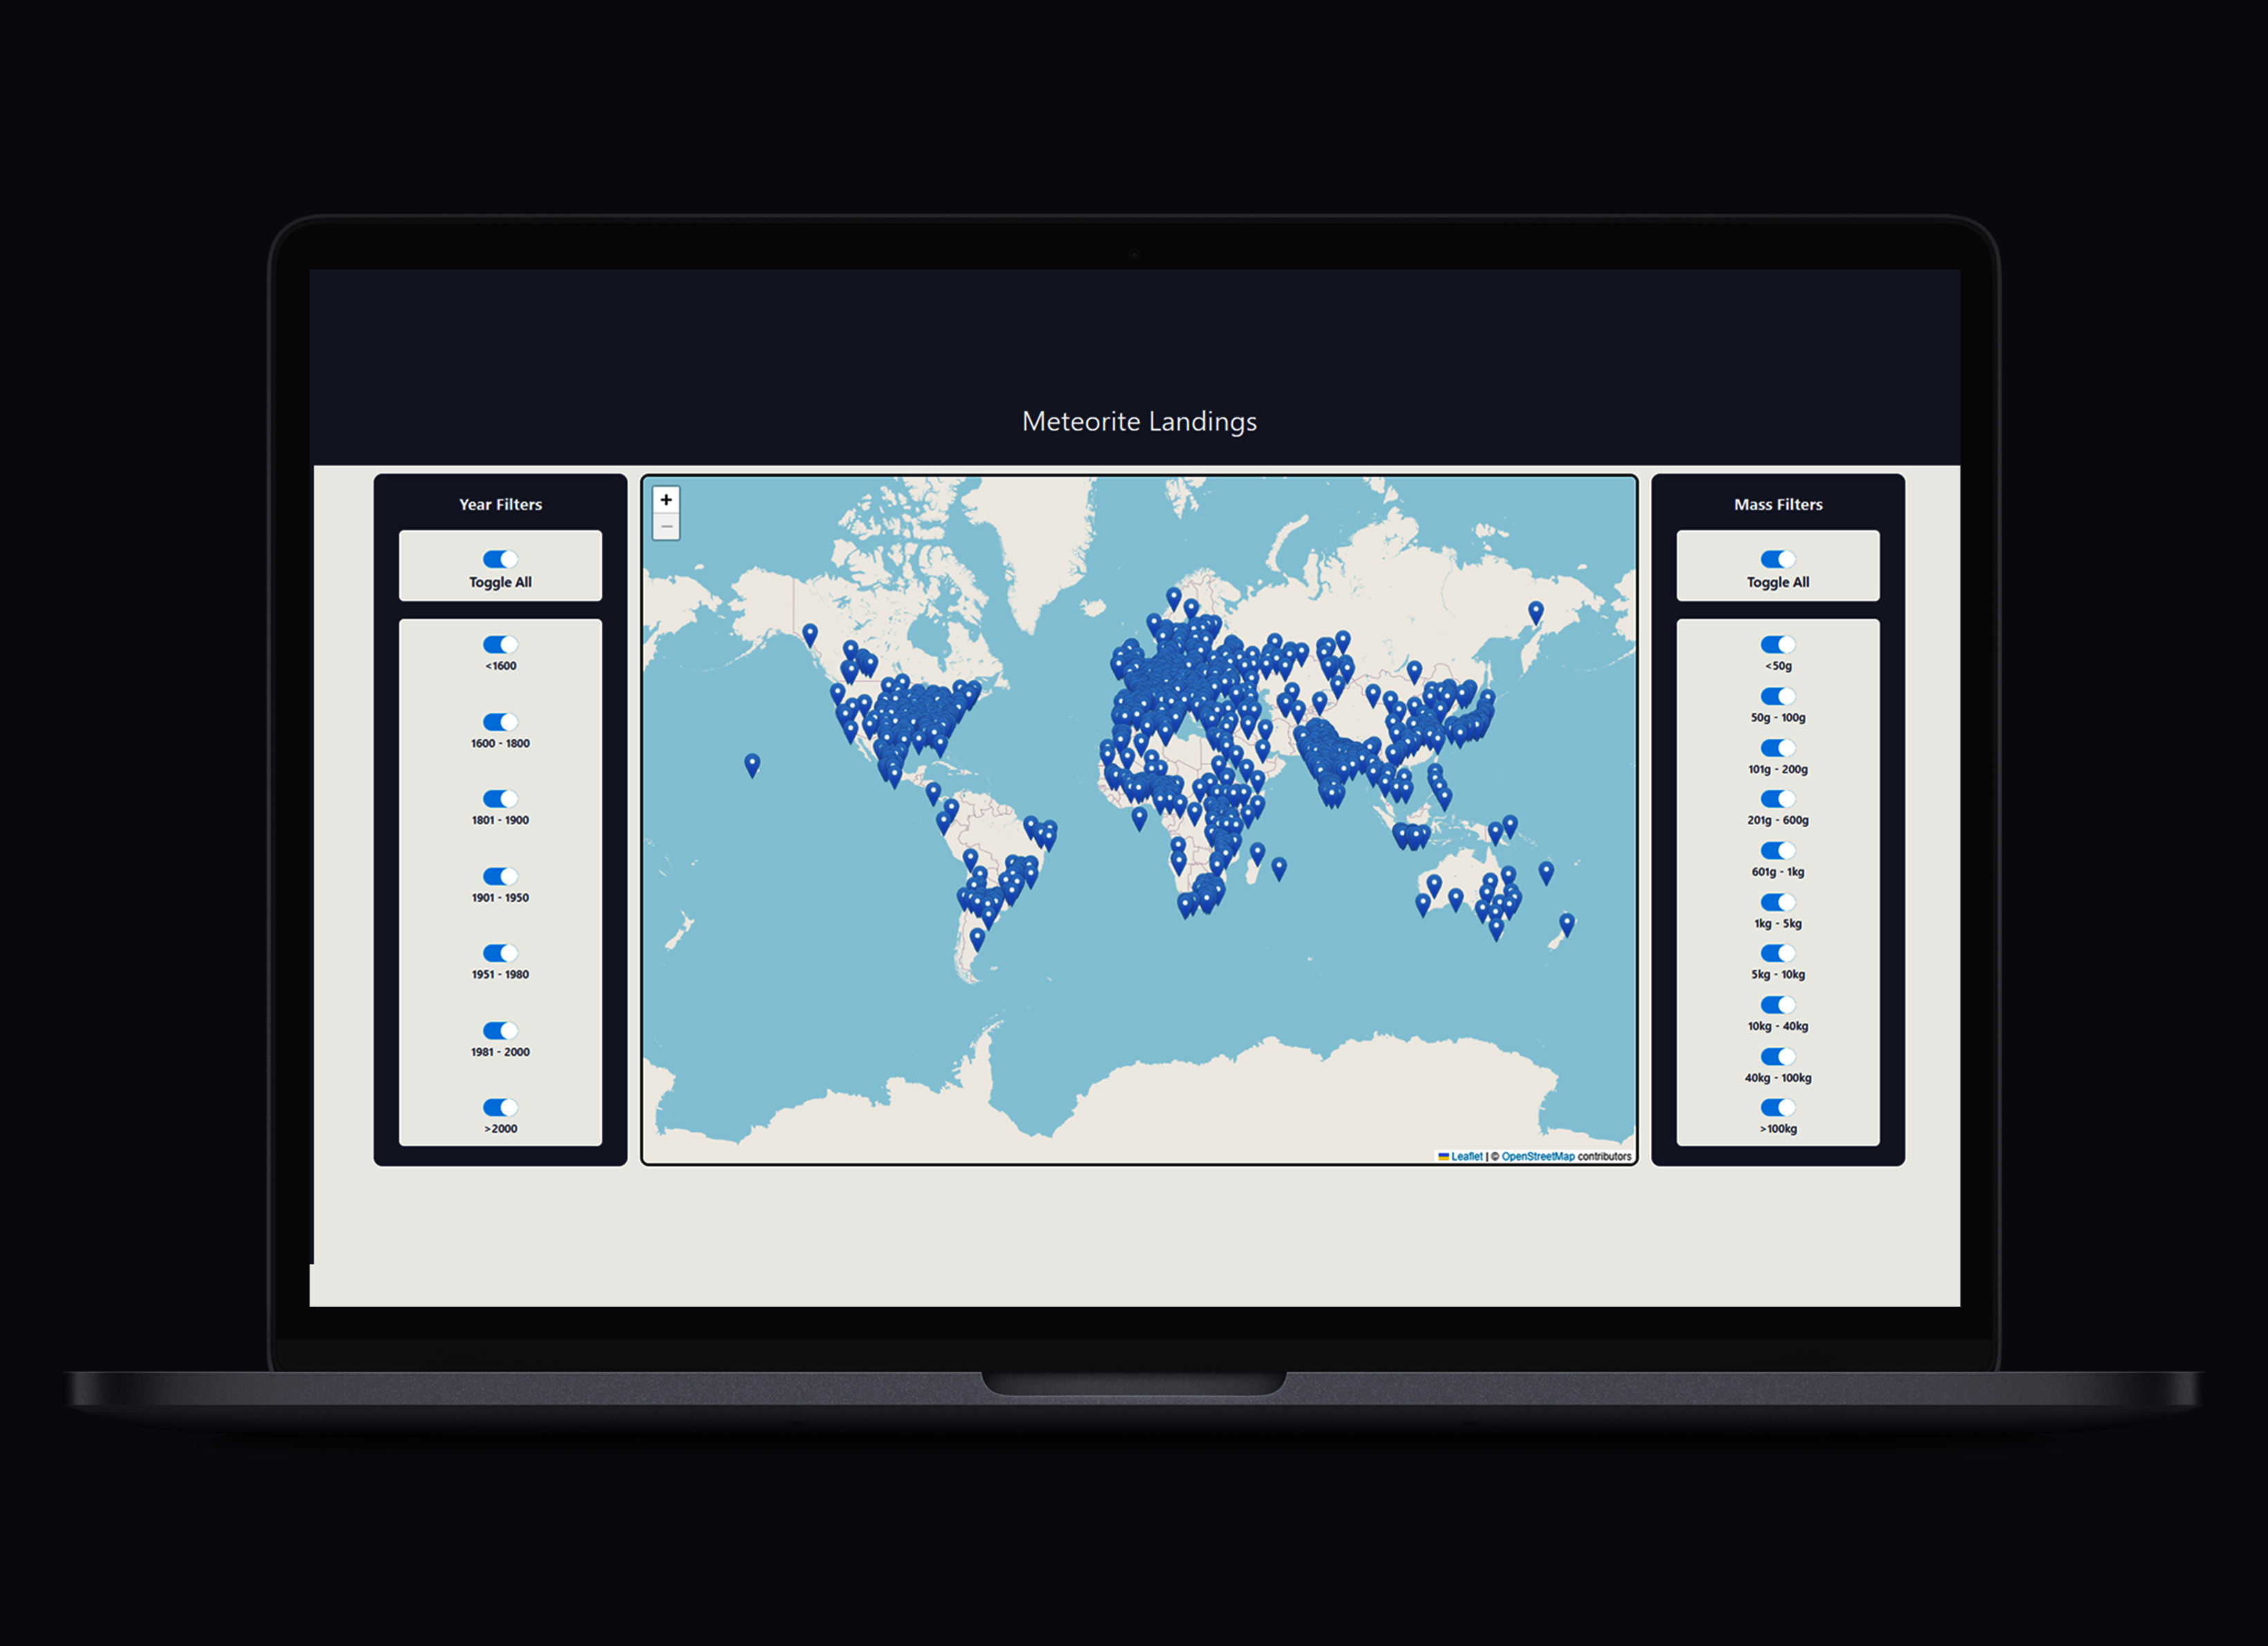 Meteorite Landings
Year Filters
Toggle All
<1600
1600 - 1800
1801 - 1900
1901 - 1950
1951 - 1980
1981 - 2000
>2000
+
−
Leaflet | © OpenStreetMap contributors
Mass Filters
Toggle All
<50g
50g - 100g
101g - 200g
201g - 600g
601g - 1kg
1kg - 5kg
5kg - 10kg
10kg - 40kg
40kg - 100kg
>100kg